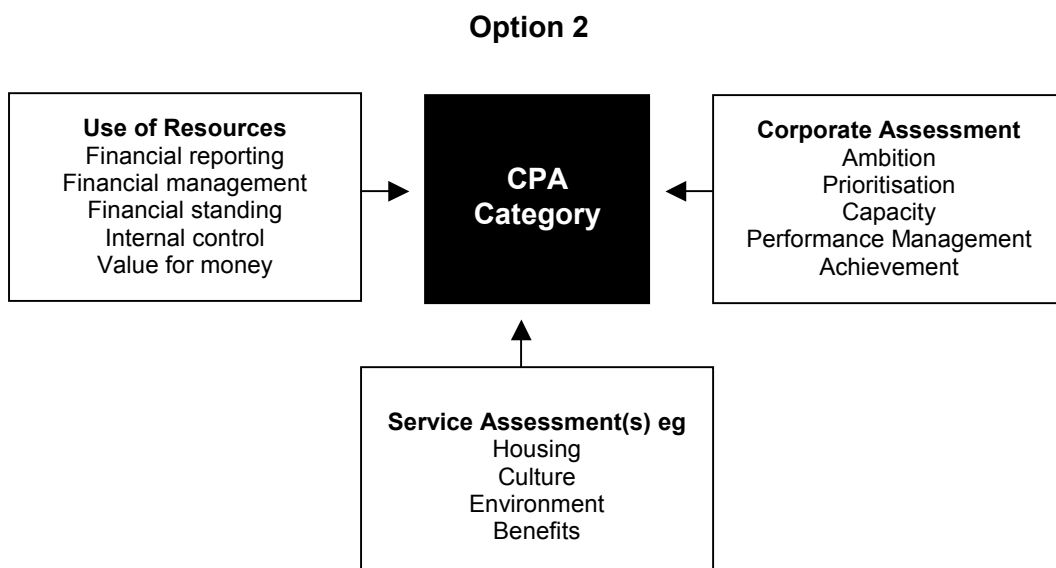 Option 2
Use of Resources
Financial reporting
Financial management
Financial standing
Internal control
Value for money
CPA
Category
Corporate Assessment
Ambition
Prioritisation
Capacity
Performance Management
Achievement
Service Assessment(s) eg
Housing
Culture
Environment
Benefits